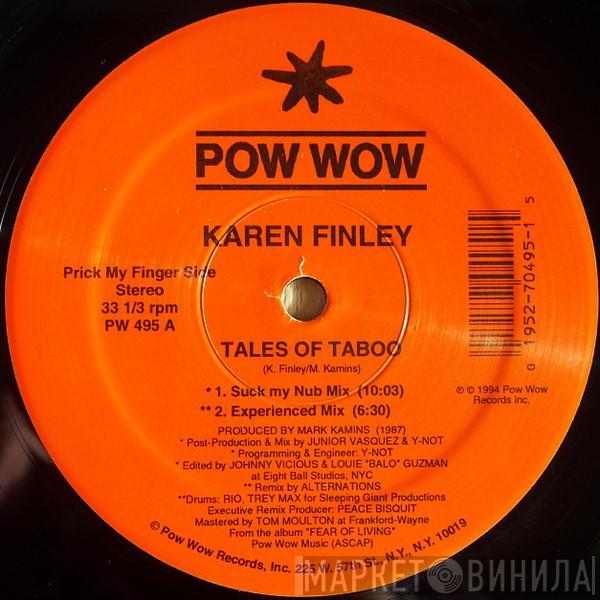 POW WOW
KAREN FINLEY
Prick My Finger Side
Stereo
33 1/3 rpm
PW 495 A
0 1952-70495-1 5
TALES OF TABOO
(K. Finley/M. Kamins)
* 1. Suck my Nub Mix (10:03)
** 2. Experienced Mix (6:30)
℗ © 1994 Pow Wow
Records Inc.
PRODUCED BY MARK KAMINS (1987)
* Post-Production & Mix by JUNIOR VASQUEZ & Y-NOT
* Programming & Engineer: Y-NOT
* Edited by JOHNNY VICIOUS & LOUIE "BALO" GUZMAN
at Eight Ball Studios, NYC
** Remix by ALTERNATIONS
**Drums: RIO, TREY MAX for Sleeping Giant Productions
Executive Remix Producer: PEACE BISQUIT
Mastered by TOM MOULTON at Frankford-Wayne
From the album "FEAR OF LIVING"
Pow Wow Music (ASCAP)
© Pow Wow Records, Inc. 225 W. 57th St., N.Y., N.Y. 10019
МАРКЕТ ВИНИЛА